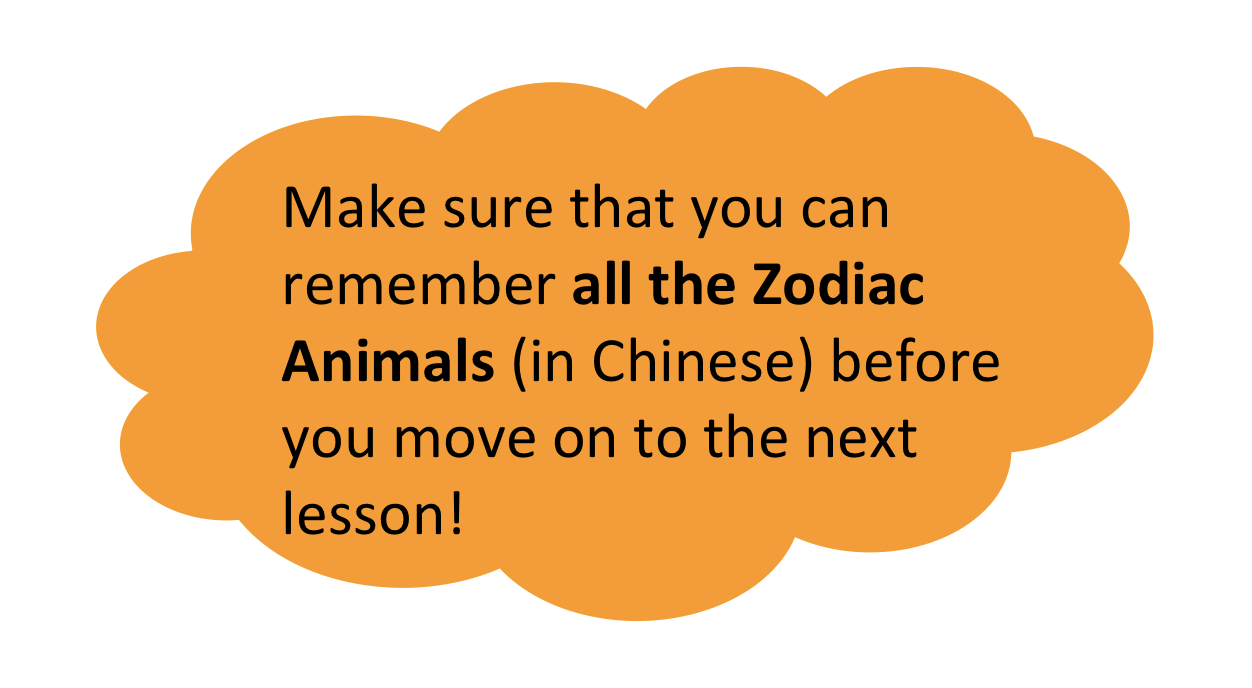 Make sure that you can
remember all the Zodiac
Animals (in Chinese) before
you move on to the next
lesson!